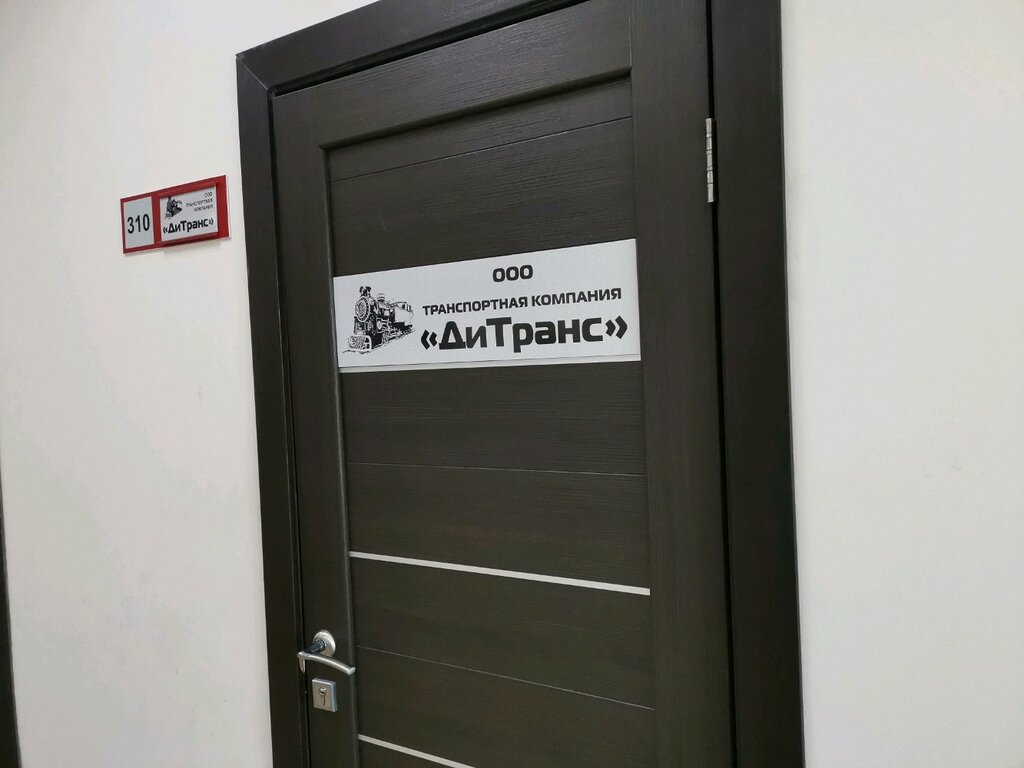 310
ООО
ТРАНСПОРТНАЯ
КОМПАНИЯ
«ДиТранс»
ООО
ТРАНСПОРТНАЯ КОМПАНИЯ
«ДиТранс»